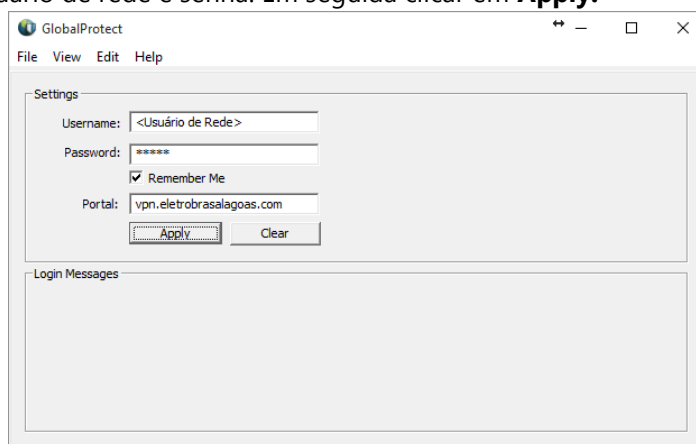 uário de rede e senha. Em seguida clicar em Apply.
GlobalProtect
File View Edit Help
Settings
Username: <Usuário de Rede>
Password: *****
Remember Me
Portal: vpn.eletrobrasalagoas.com
Apply Clear
Login Messages